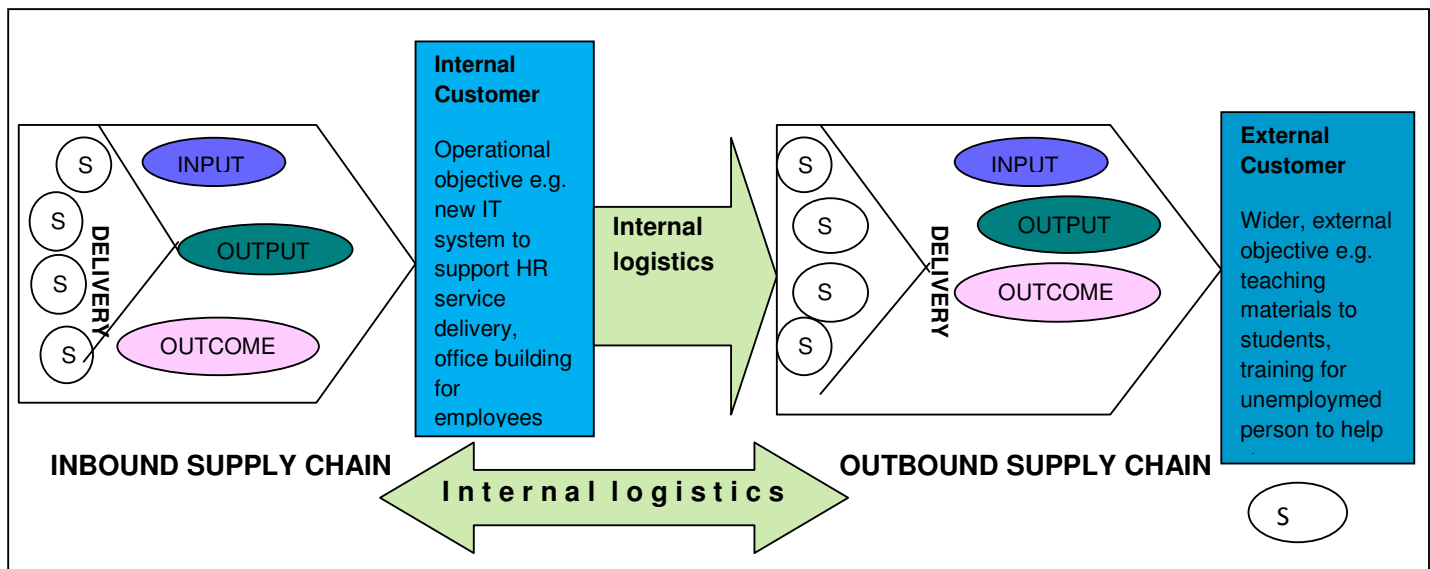 S
S
S
S
DELIVERY
INPUT
OUTPUT
OUTCOME
INBOUND SUPPLY CHAIN
Internal
Customer
Operational
objective e.g.
new IT
system to
support HR
service
delivery,
office building
for
employees
Internal
logistics
Internal logistics
S
S
S
S
DELIVERY
INPUT
OUTPUT
OUTCOME
OUTBOUND SUPPLY CHAIN
External
Customer
Wider, external
objective e.g.
teaching
materials to
students,
training for
unemploymed
person to help
S